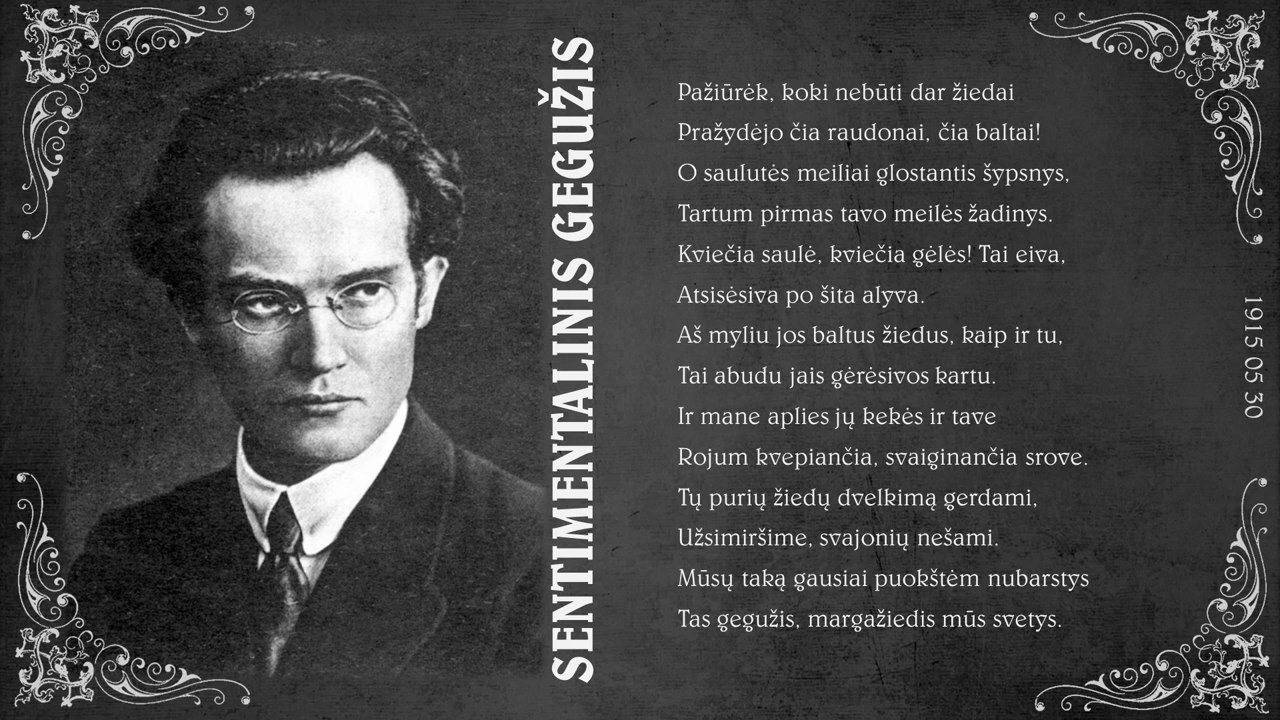 SENTIMENTALINIS GEGUŽIS
Pažiūrėk, koki nebūti dar žiedai
Pražydėjo čia raudonai, čia baltai!
O saulutės meiliai glostantis šypsnys,
Tartum pirmas tavo meilės žadinys.
Kviečia saulė, kviečia gėlės! Tai eiva,
Atsisėsiva po šita alyva.
Aš myliu jos baltus žiedus, kaip ir tu,
Tai abudu jais gėrėsivos kartu.
Ir mane aplies jų kekės ir tave
Rojum kvepiančia, svaiginančia srove.
Tų purių žiedų dvelkimą gerdami,
Užsimiršime, svajonių nešami.
Mūsų taką gausiai puokštėm nubarstys
Tas gegužis, margažiedis mūs svetys.
1915 05 30